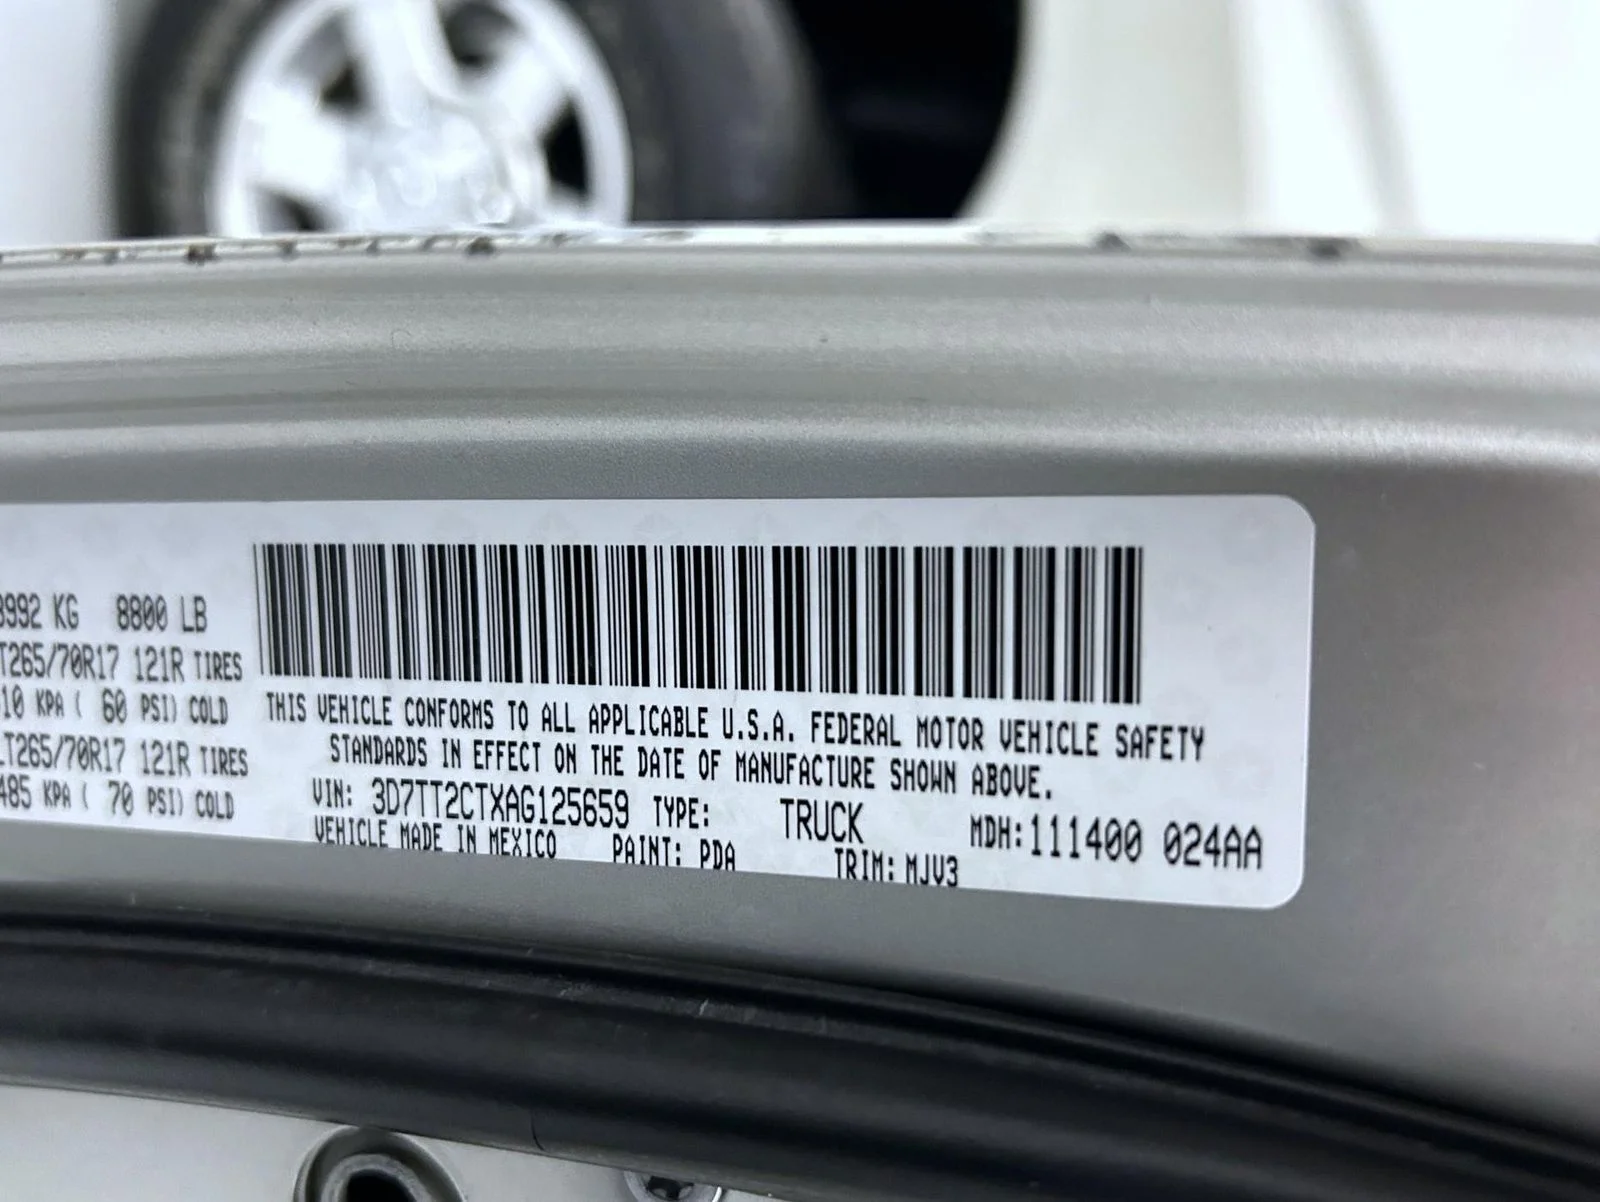 3992 KG 8800 LB
T265/70R17 121R TIRES
410 KPA ( 60 PSI) COLD
LT265/70R17 121R TIRES
485 KPA ( 70 PSI) COLD
THIS VEHICLE CONFORMS TO ALL APPLICABLE U.S.A. FEDERAL MOTOR VEHICLE SAFETY
STANDARDS IN EFFECT ON THE DATE OF MANUFACTURE SHOWN ABOVE.
VIN: 3D7TT2CTXAG125659 TYPE: TRUCK MDH:111400 024AA
VEHICLE MADE IN MEXICO PAINT: PDA TRIM: MJV3